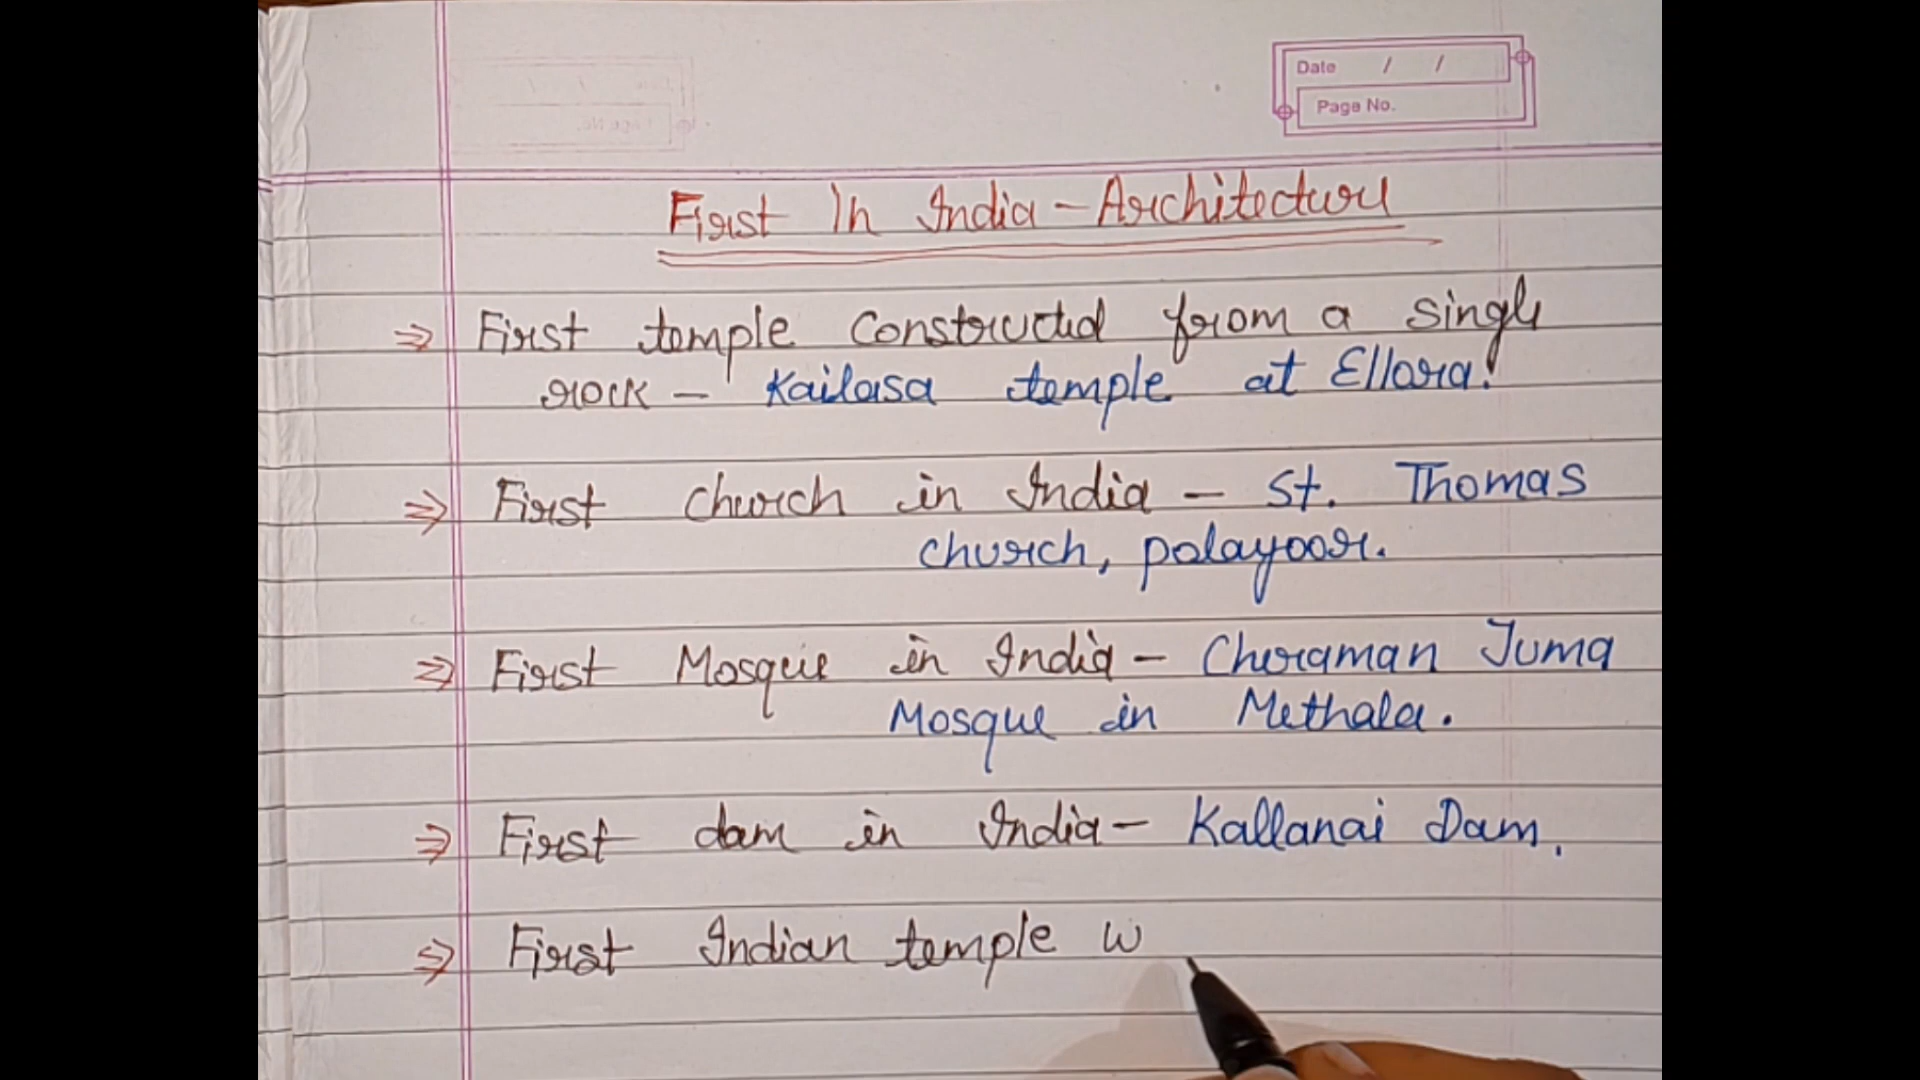 Date / /
Page No.
First In India - Architecture
⇒ First temple constructed from a single
rock - Kailasa temple at Ellora.
⇒ First church in India - St. Thomas
church, palayoor.
⇒ First Mosque in India - Cheraman Juma
Mosque in Methala.
⇒ First dam in India - Kallanai Dam.
⇒ First Indian temple w